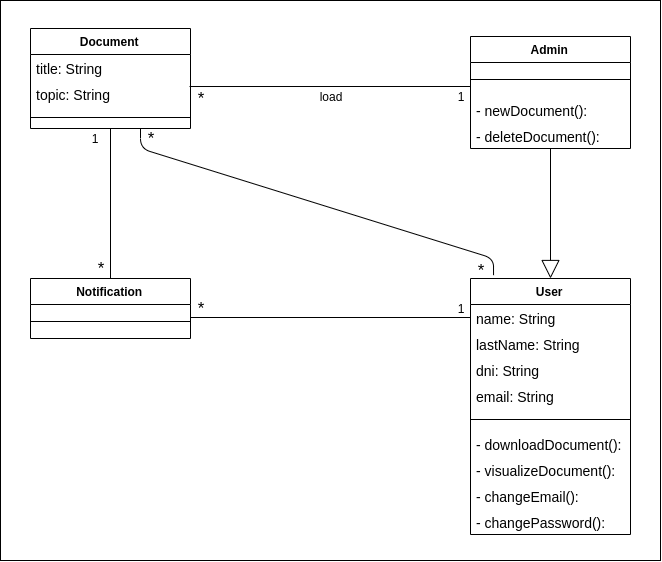 Document
title: String
topic: String
Admin
- newDocument():
- deleteDocument():
*
load
1
1
*
*
*
Notification
*
1
User
name: String
lastName: String
dni: String
email: String
- downloadDocument():
- visualizeDocument():
- changeEmail():
- changePassword():